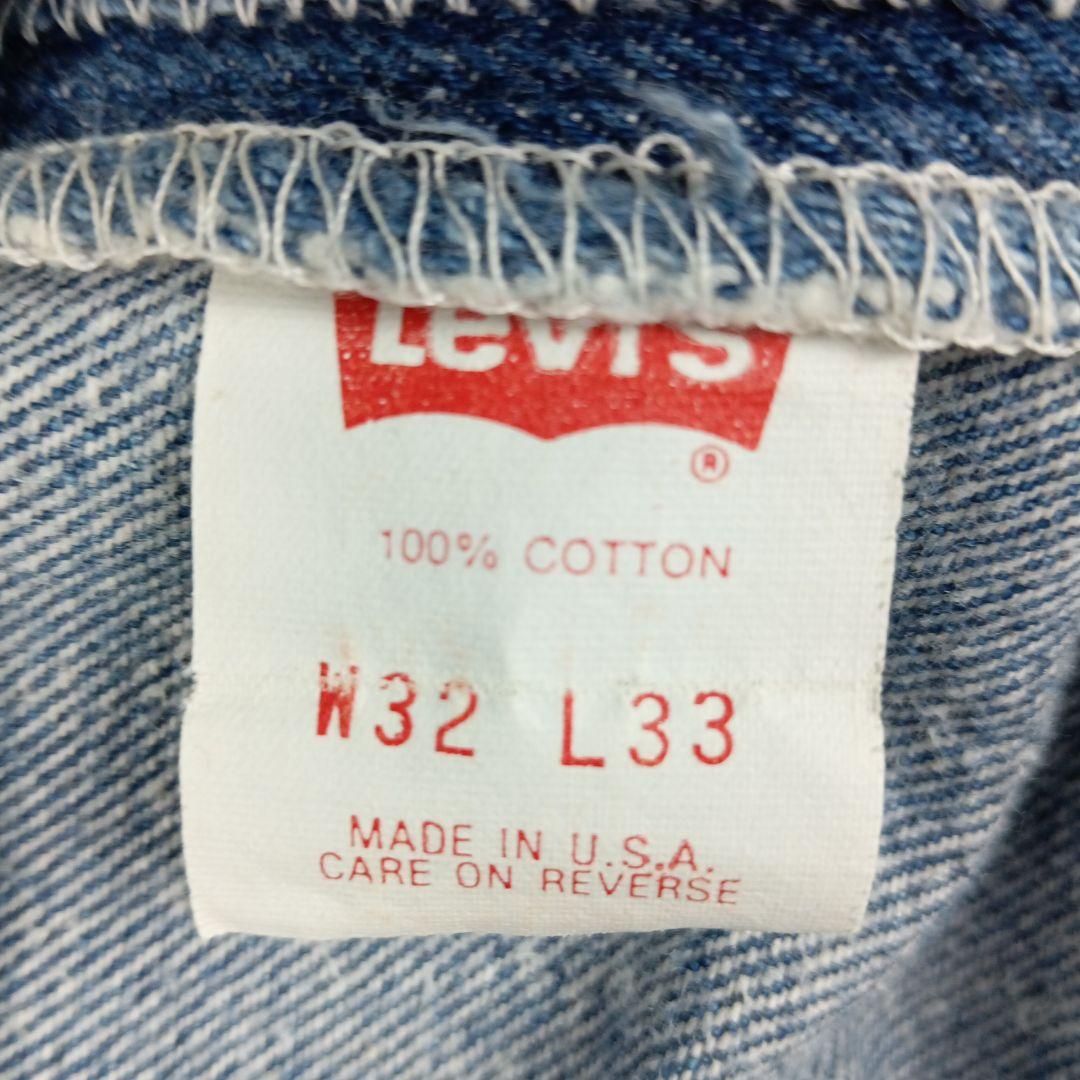 Levi's
®
100% COTTON
W32 L33
MADE IN U.S.A.
CARE ON REVERSE